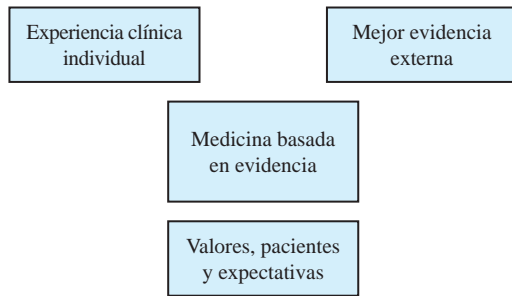 Experiencia clínica
individual
Mejor evidencia
externa
Medicina basada
en evidencia
Valores, pacientes
y expectativas